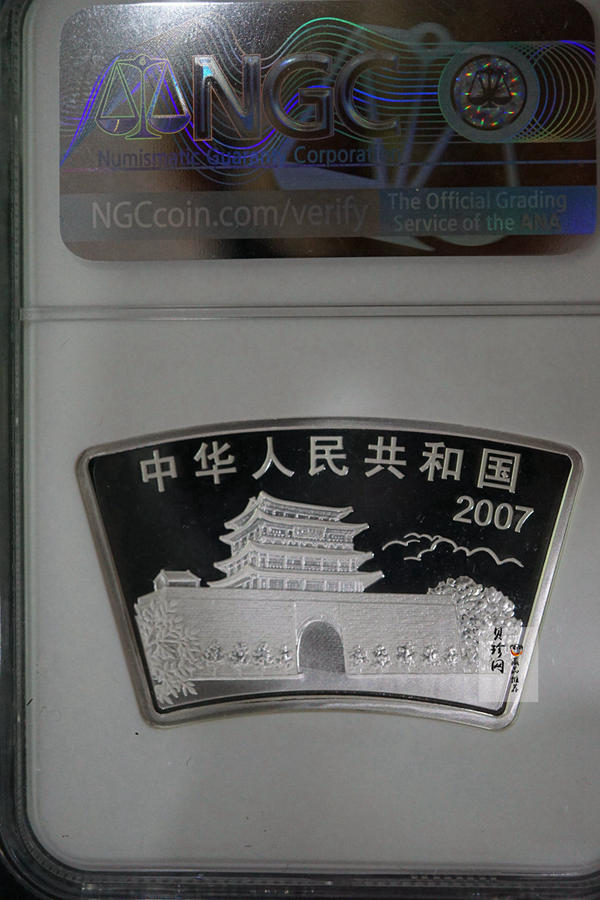 NGC
Numismatic Guaranty Corporation
NGCcoin.com/verify
The Official Grading
Service of the ANA
中华人民共和国
2007
贝珍网